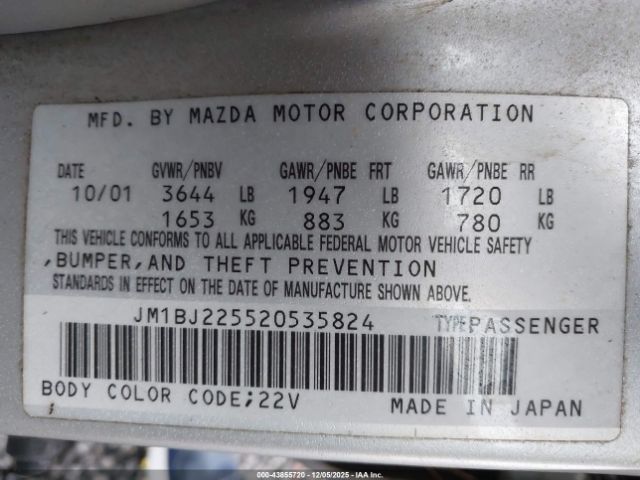 MFD. BY MAZDA MOTOR CORPORATION
DATE GVWR/PNBV GAWR/PNBE FRT GAWR/PNBE RR
10/01 3644 LB 1947 LB 1720 LB
1653 KG 883 KG 780 KG
THIS VEHICLE CONFORMS TO ALL APPLICABLE FEDERAL MOTOR VEHICLE SAFETY
,BUMPER,AND THEFT PREVENTION
STANDARDS IN EFFECT ON THE DATE OF MANUFACTURE SHOWN ABOVE.
JM1BJ225520535824 TYPE PASSENGER
BODY COLOR CODE;22V MADE IN JAPAN
000-43855720 - 12/05/2025 - IAA Inc.